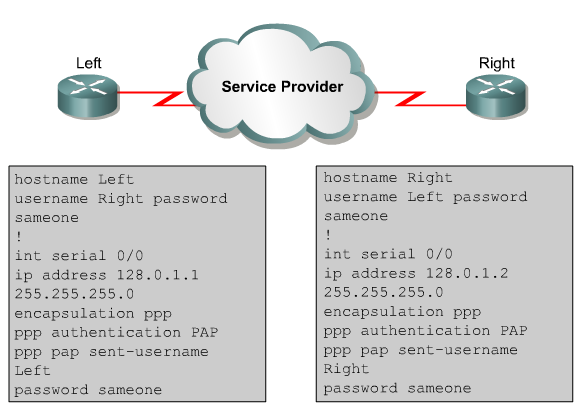 Left
Service Provider
Right
hostname Left
username Right password
sameone
!
int serial 0/0
ip address 128.0.1.1
255.255.255.0
encapsulation ppp
ppp authentication PAP
ppp pap sent-username
Left
password sameone
hostname Right
username Left password
sameone
!
int serial 0/0
ip address 128.0.1.2
255.255.255.0
encapsulation ppp
ppp authentication PAP
ppp pap sent-username
Right
password sameone